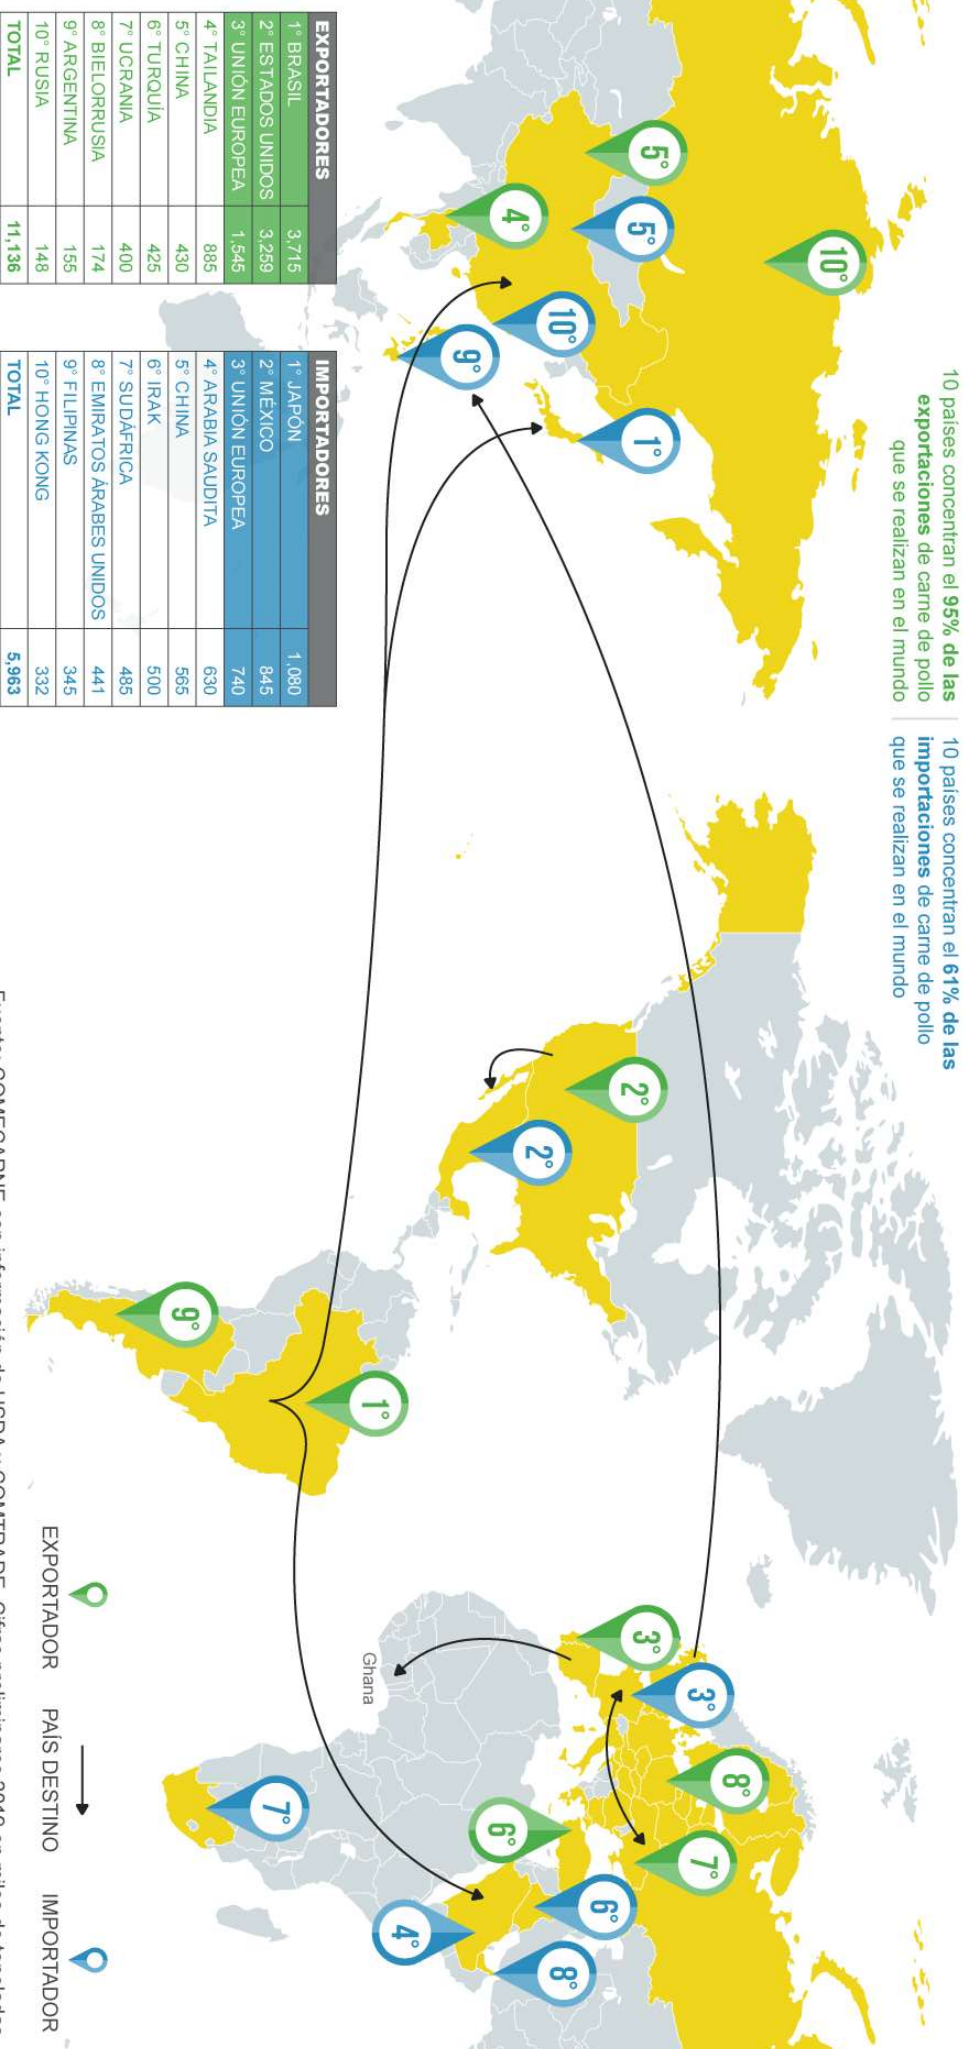 10 países concentran el 95% de las
exportaciones de carne de pollo
que se realizan en el mundo
10 países concentran el 61% de las
importaciones de carne de pollo
que se realizan en el mundo
5°
4°
5°
10°
10°
9°
1°
2°
2°
9°
1°
3°
3°
8°
7°
6°
6°
4°
8°
7°
Ghana
EXPORTADORES
1° BRASIL 3,715
2° ESTADOS UNIDOS 3,259
3° UNIÓN EUROPEA 1,545
4° TAILANDIA 885
5° CHINA 430
6° TURQUÍA 425
7° UCRANIA 400
8° BIELORRUSIA 174
9° ARGENTINA 155
10° RUSIA 148
TOTAL 11,136
IMPORTADORES
1° JAPÓN 1,080
2° MÉXICO 845
3° UNIÓN EUROPEA 740
4° ARABIA SAUDITA 630
5° CHINA 565
6° IRAK 500
7° SUDÁFRICA 485
8° EMIRATOS ÁRABES UNIDOS 441
9° FILIPINAS 345
10° HONG KONG 332
TOTAL 5,963
EXPORTADOR PAÍS DESTINO IMPORTADOR